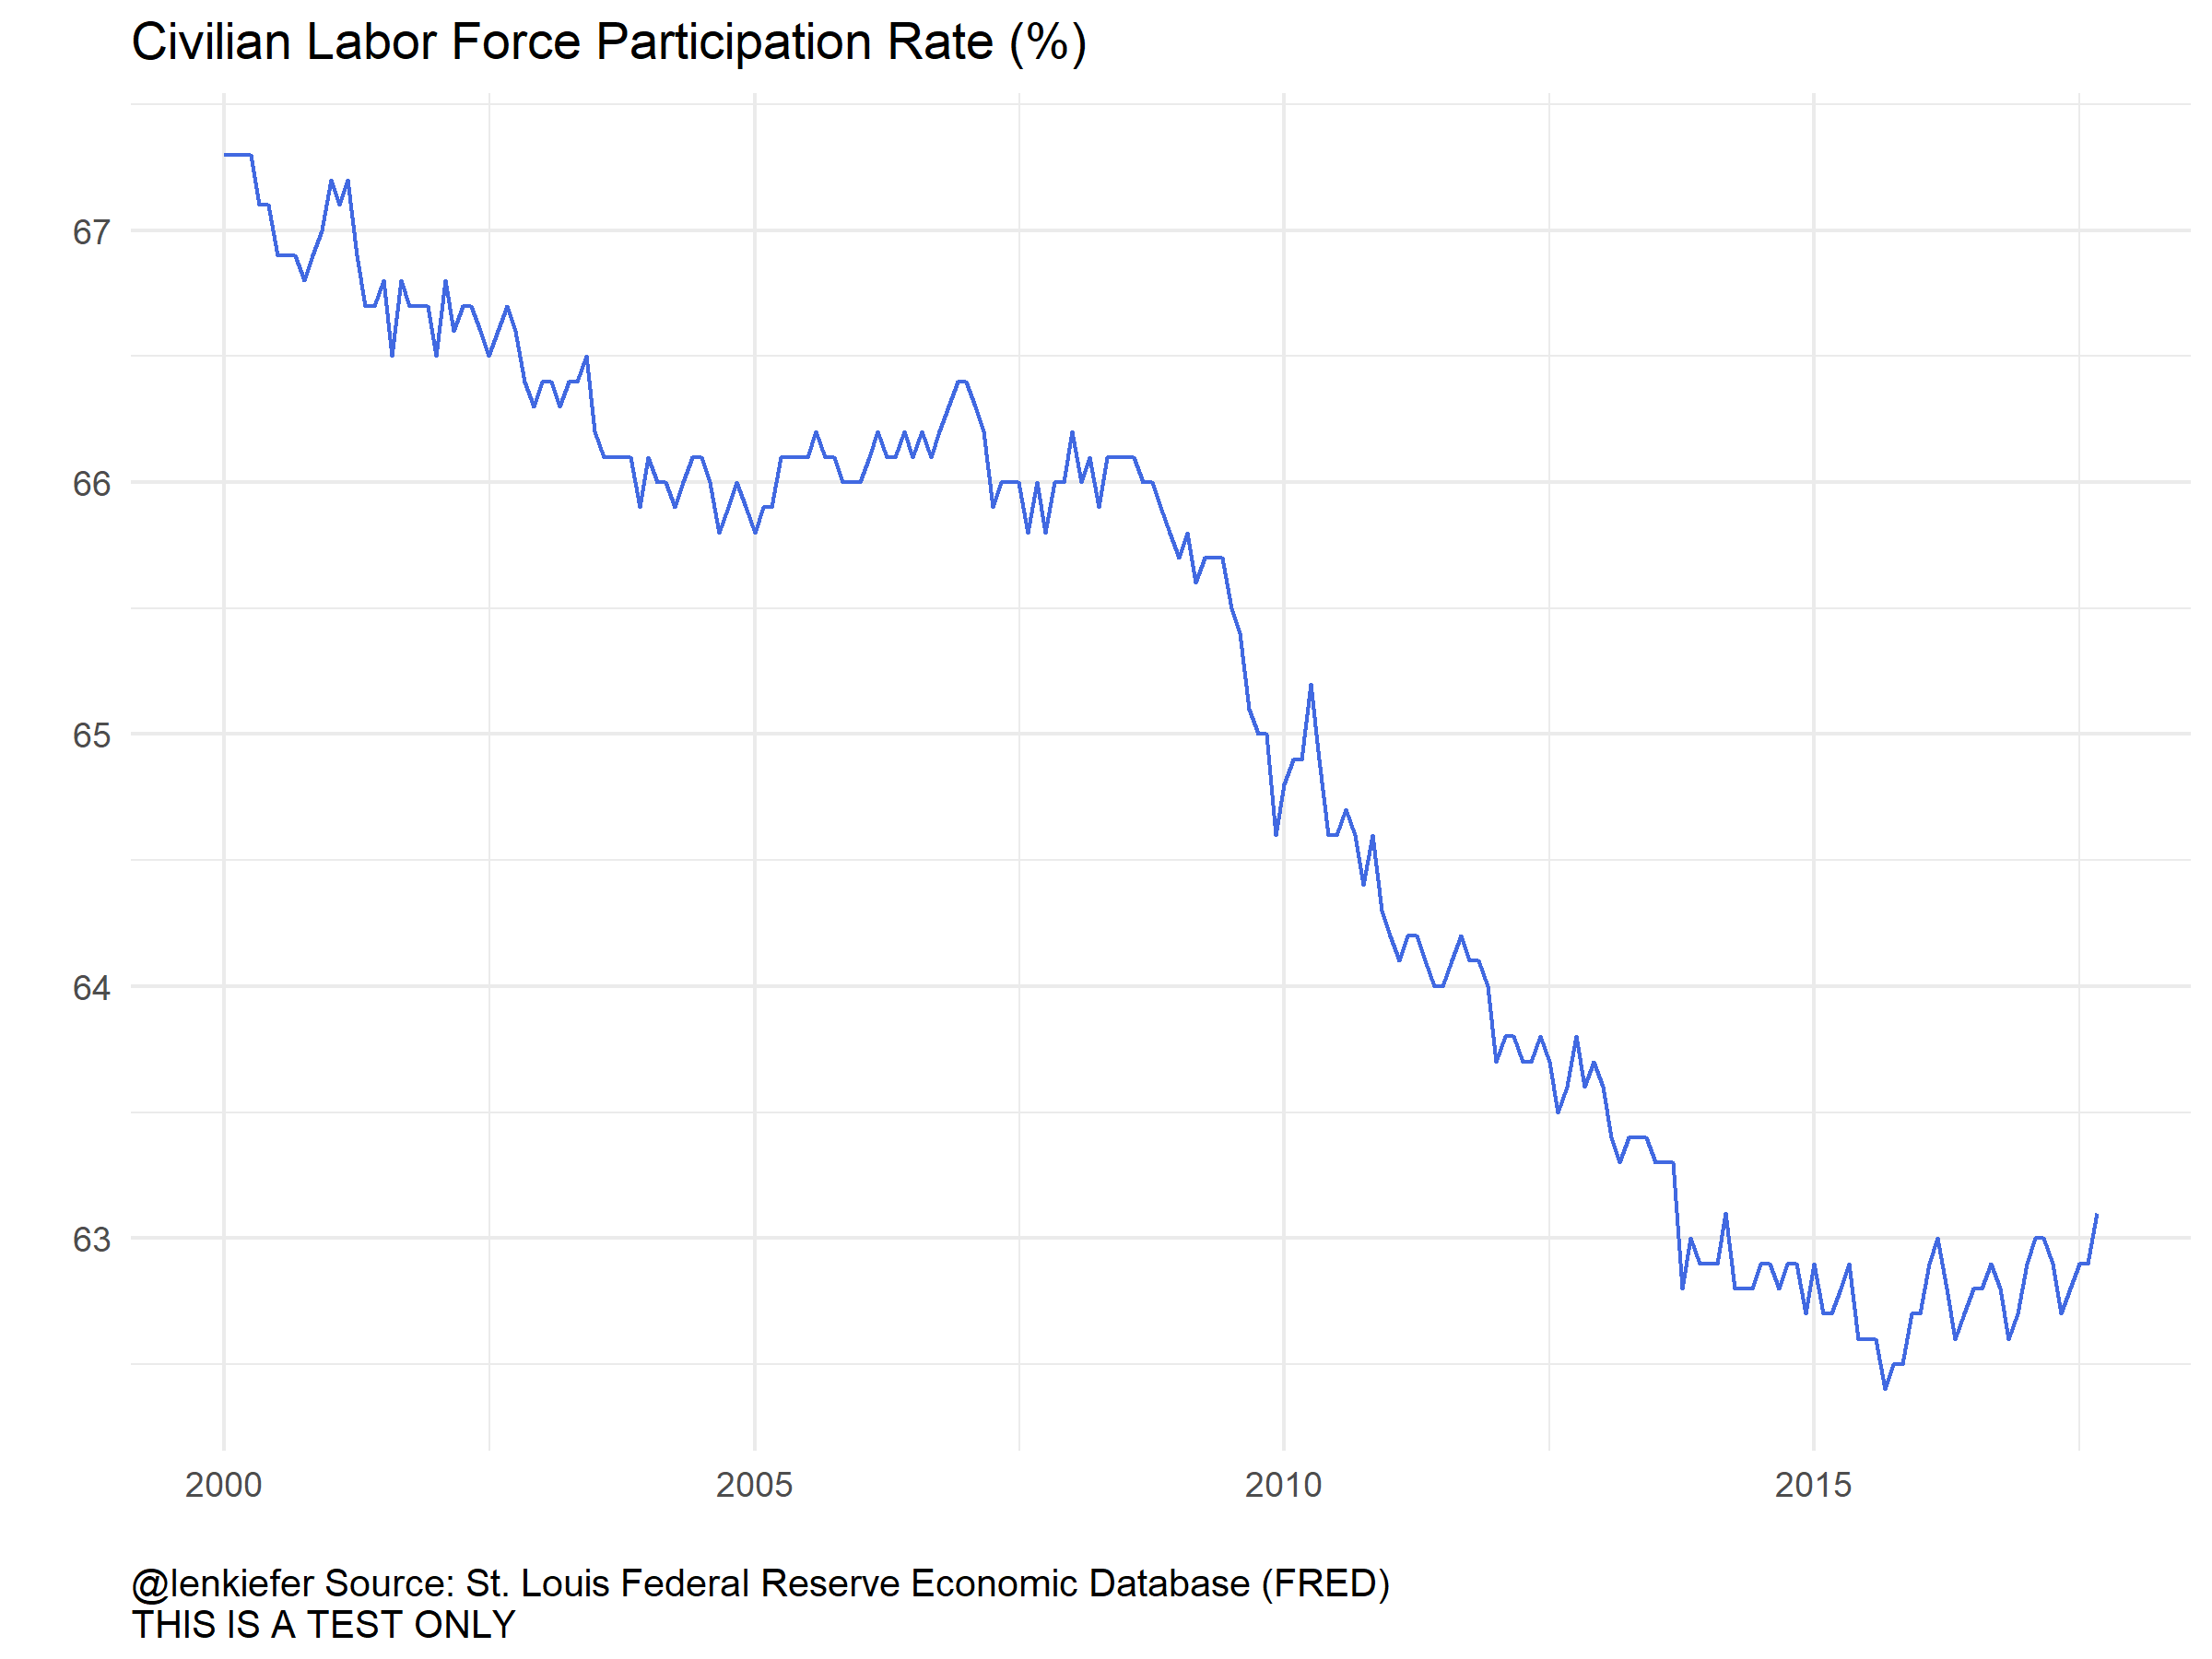 Civilian Labor Force Participation Rate (%)
67
66
65
64
63
2000 2005 2010 2015
@lenkiefer Source: St. Louis Federal Reserve Economic Database (FRED)
THIS IS A TEST ONLY